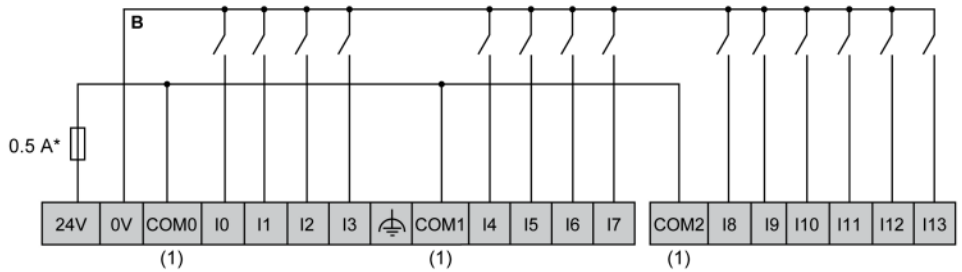 B
0.5 A*
24V 0V COM0 I0 I1 I2 I3 COM1 I4 I5 I6 I7 COM2 I8 I9 I10 I11 I12 I13
(1) (1) (1)